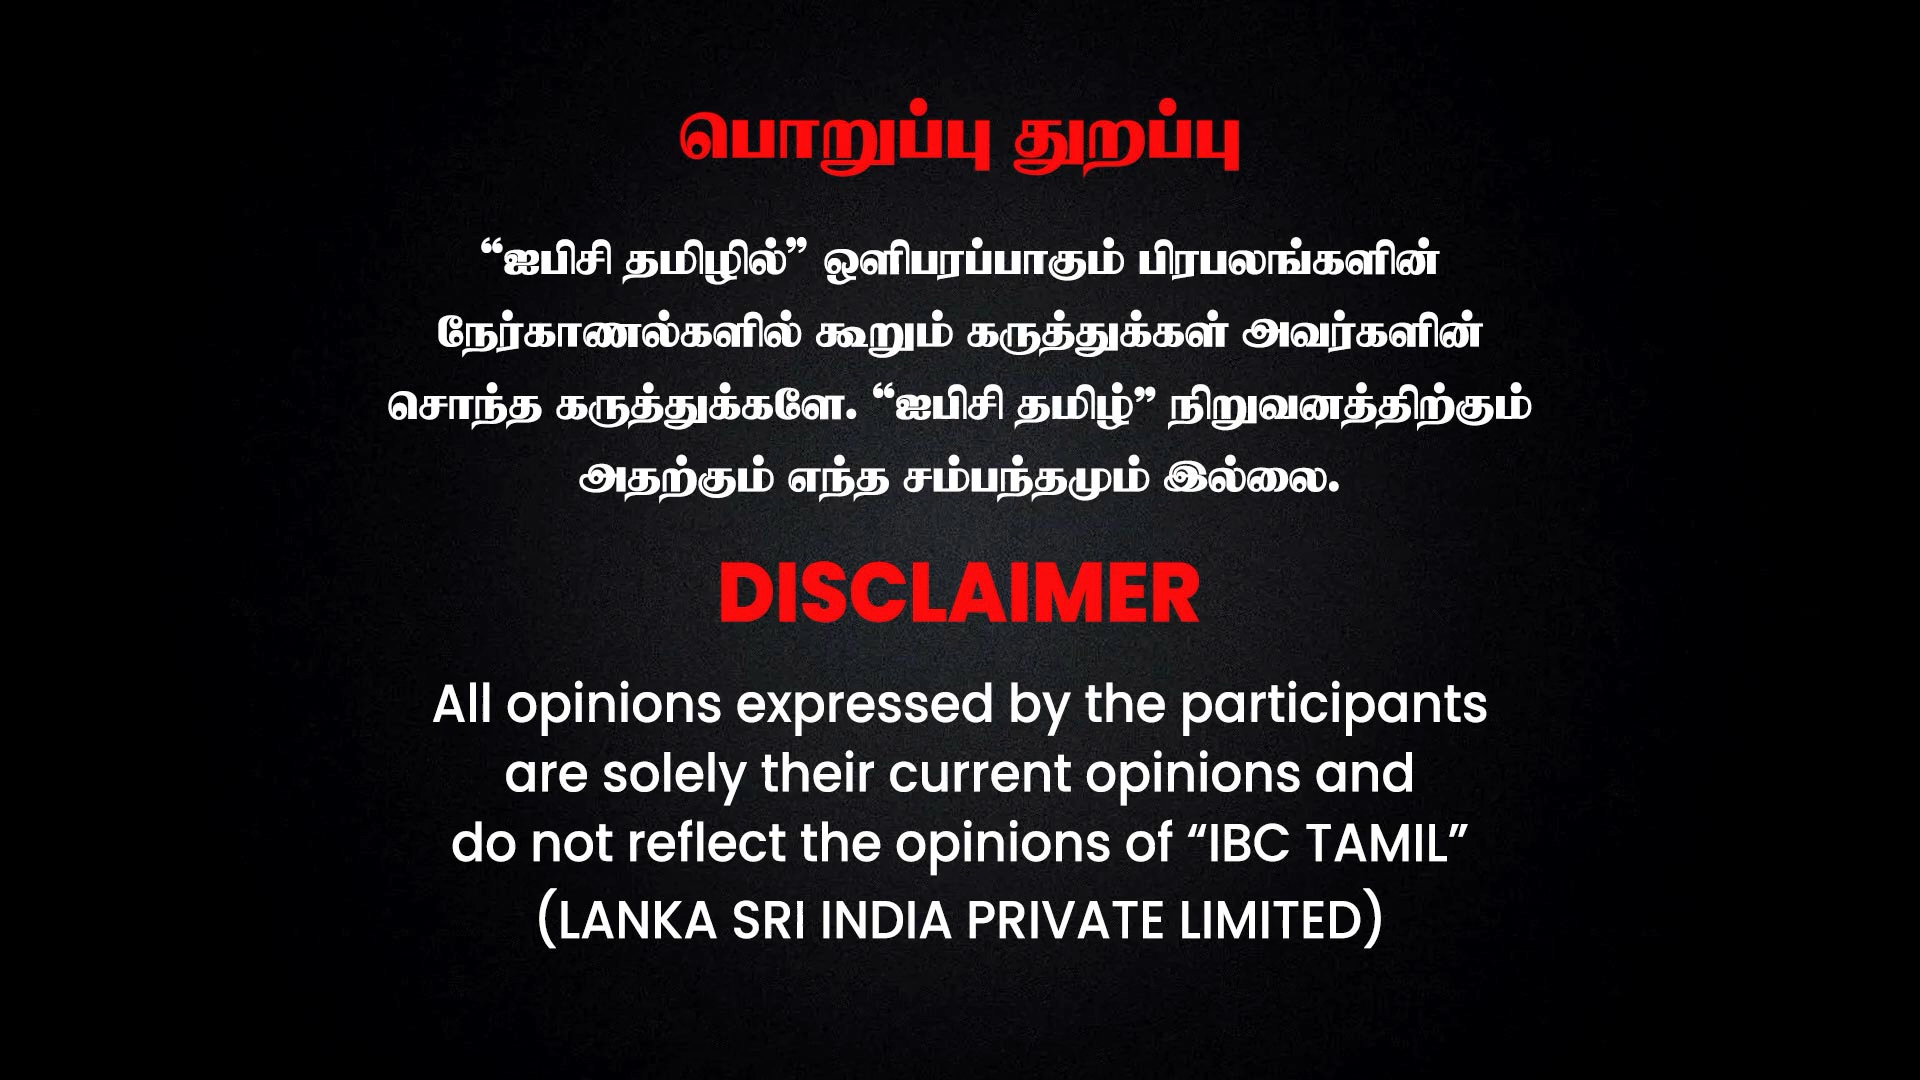 பொறுப்பு துறப்பு
“ஐபிசி தமிழில்” ஒளிபரப்பாகும் பிரபலங்களின்
நேர்காணல்களில் கூறும் கருத்துக்கள் அவர்களின்
சொந்த கருத்துக்களே. “ஐபிசி தமிழ்” நிறுவனத்திற்கும்
அதற்கும் எந்த சம்பந்தமும் இல்லை.
DISCLAIMER
All opinions expressed by the participants
are solely their current opinions and
do not reflect the opinions of “IBC TAMIL”
(LANKA SRI INDIA PRIVATE LIMITED)